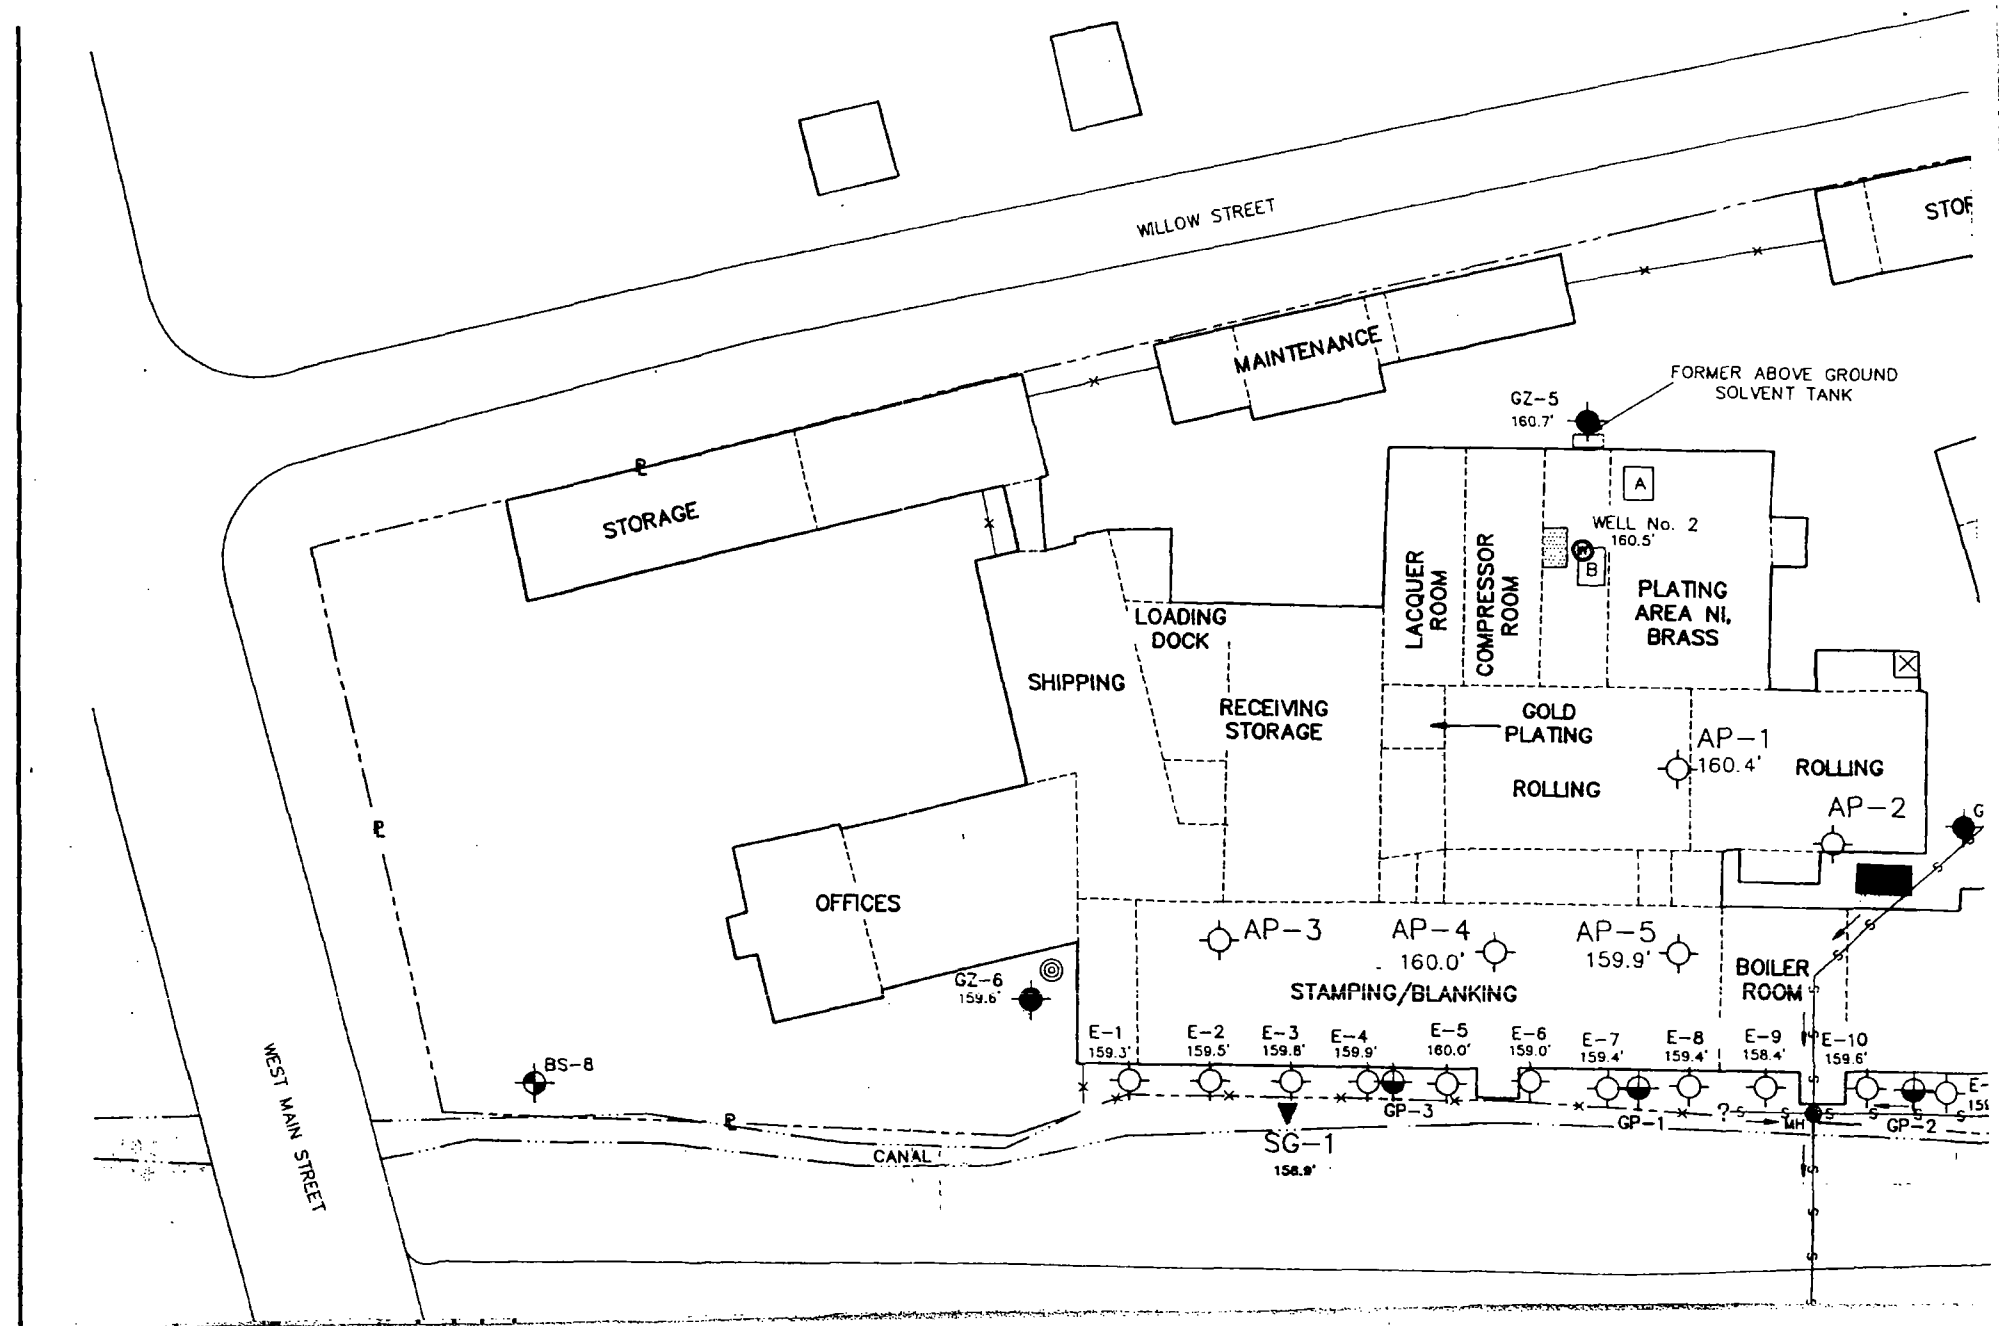 WILLOW STREET
STOR
MAINTENANCE
FORMER ABOVE GROUND
SOLVENT TANK
GZ-5
160.7'
STORAGE
A
WELL No. 2
160.5'
W
B
LACQUER
ROOM
COMPRESSOR
ROOM
PLATING
AREA NI,
BRASS
LOADING
DOCK
SHIPPING
RECEIVING
STORAGE
GOLD
PLATING
AP-1
160.4'
ROLLING
ROLLING
AP-2
G
PL
PL
OFFICES
AP-3
AP-4
160.0'
AP-5
159.9'
BOILER
ROOM
STAMPING/BLANKING
GZ-6
159.6'
E-1
159.3'
E-2
159.5'
E-3
159.8'
E-4
159.9'
E-5
160.0'
E-6
159.0'
E-7
159.4'
E-8
159.4'
E-9
158.4'
E-10
159.6'
E-
15
BS-8
GP-3
GP-1
?
MH
GP-2
PL
SG-1
158.9'
CANAL
WEST MAIN STREET